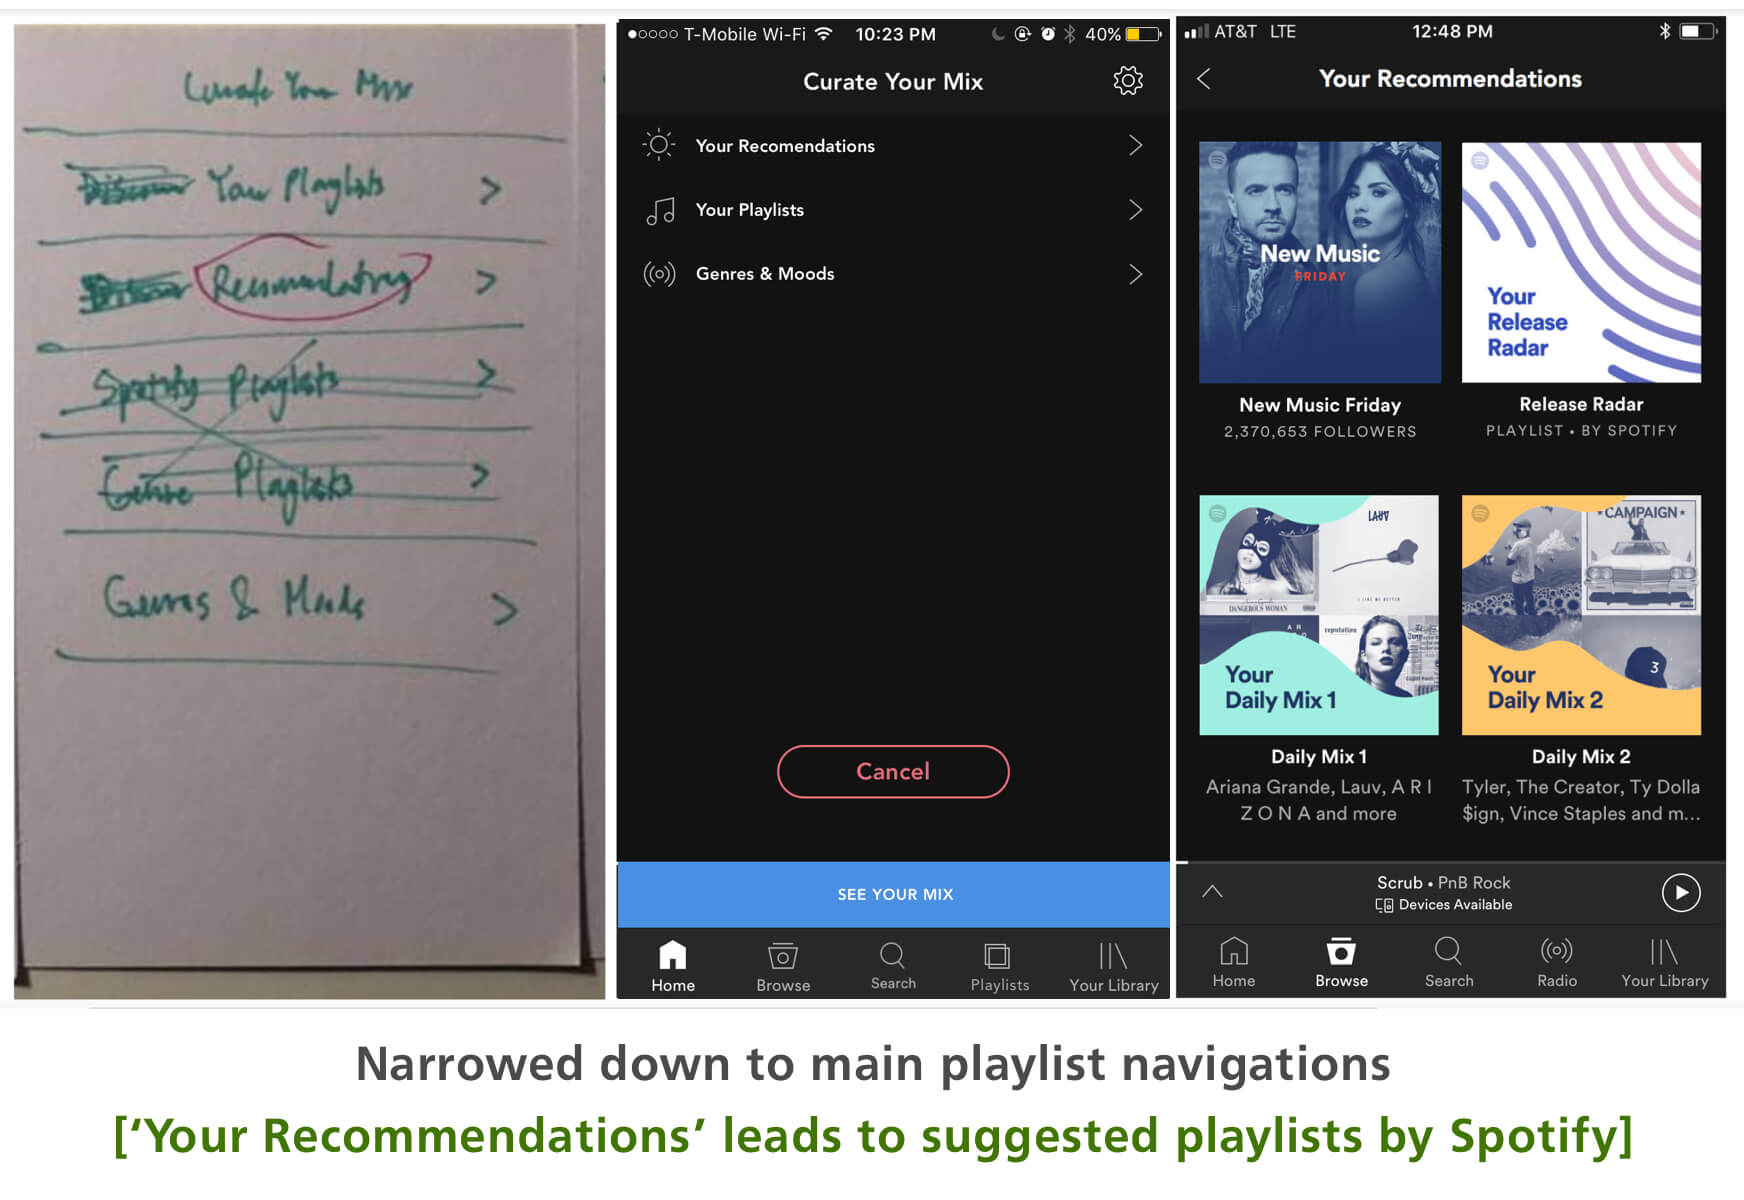 Curate Your Mix
Your Playlists >
Recommendations >
Spotify Playlists >
Genre Playlists >
Genres & Moods >
T-Mobile Wi-Fi 10:23 PM 40%
Curate Your Mix
Your Recomendations
Your Playlists
Genres & Moods
Cancel
SEE YOUR MIX
Home Browse Search Playlists Your Library
AT&T LTE 12:48 PM
Your Recommendations
New Music
FRIDAY
Your
Release
Radar
New Music Friday
2,370,653 FOLLOWERS
Release Radar
PLAYLIST • BY SPOTIFY
LAUV
I LIKE ME BETTER
DANGEROUS WOMAN
A R
reputation
Your
Daily Mix 1
*CAMPAIGN*
3
Your
Daily Mix 2
Daily Mix 1
Ariana Grande, Lauv, A R I
Z O N A and more
Daily Mix 2
Tyler, The Creator, Ty Dolla
$ign, Vince Staples and m...
Scrub • PnB Rock
Devices Available
Home Browse Search Radio Your Library
Narrowed down to main playlist navigations
[‘Your Recommendations’ leads to suggested playlists by Spotify]